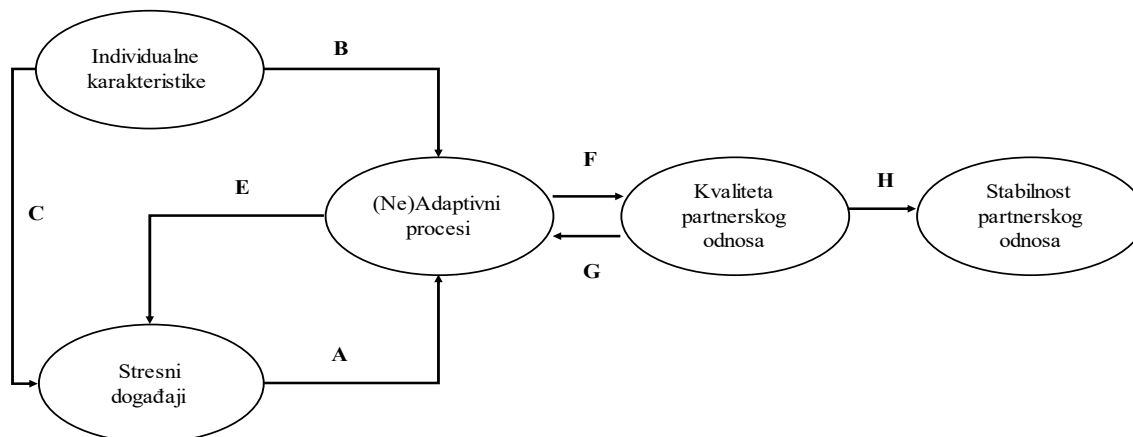 B
Individualne
karakteristike
F
E
H
C
(Ne)Adaptivni
procesi
Kvaliteta
partnerskog
odnosa
Stabilnost
partnerskog
odnosa
G
A
Stresni
događaji